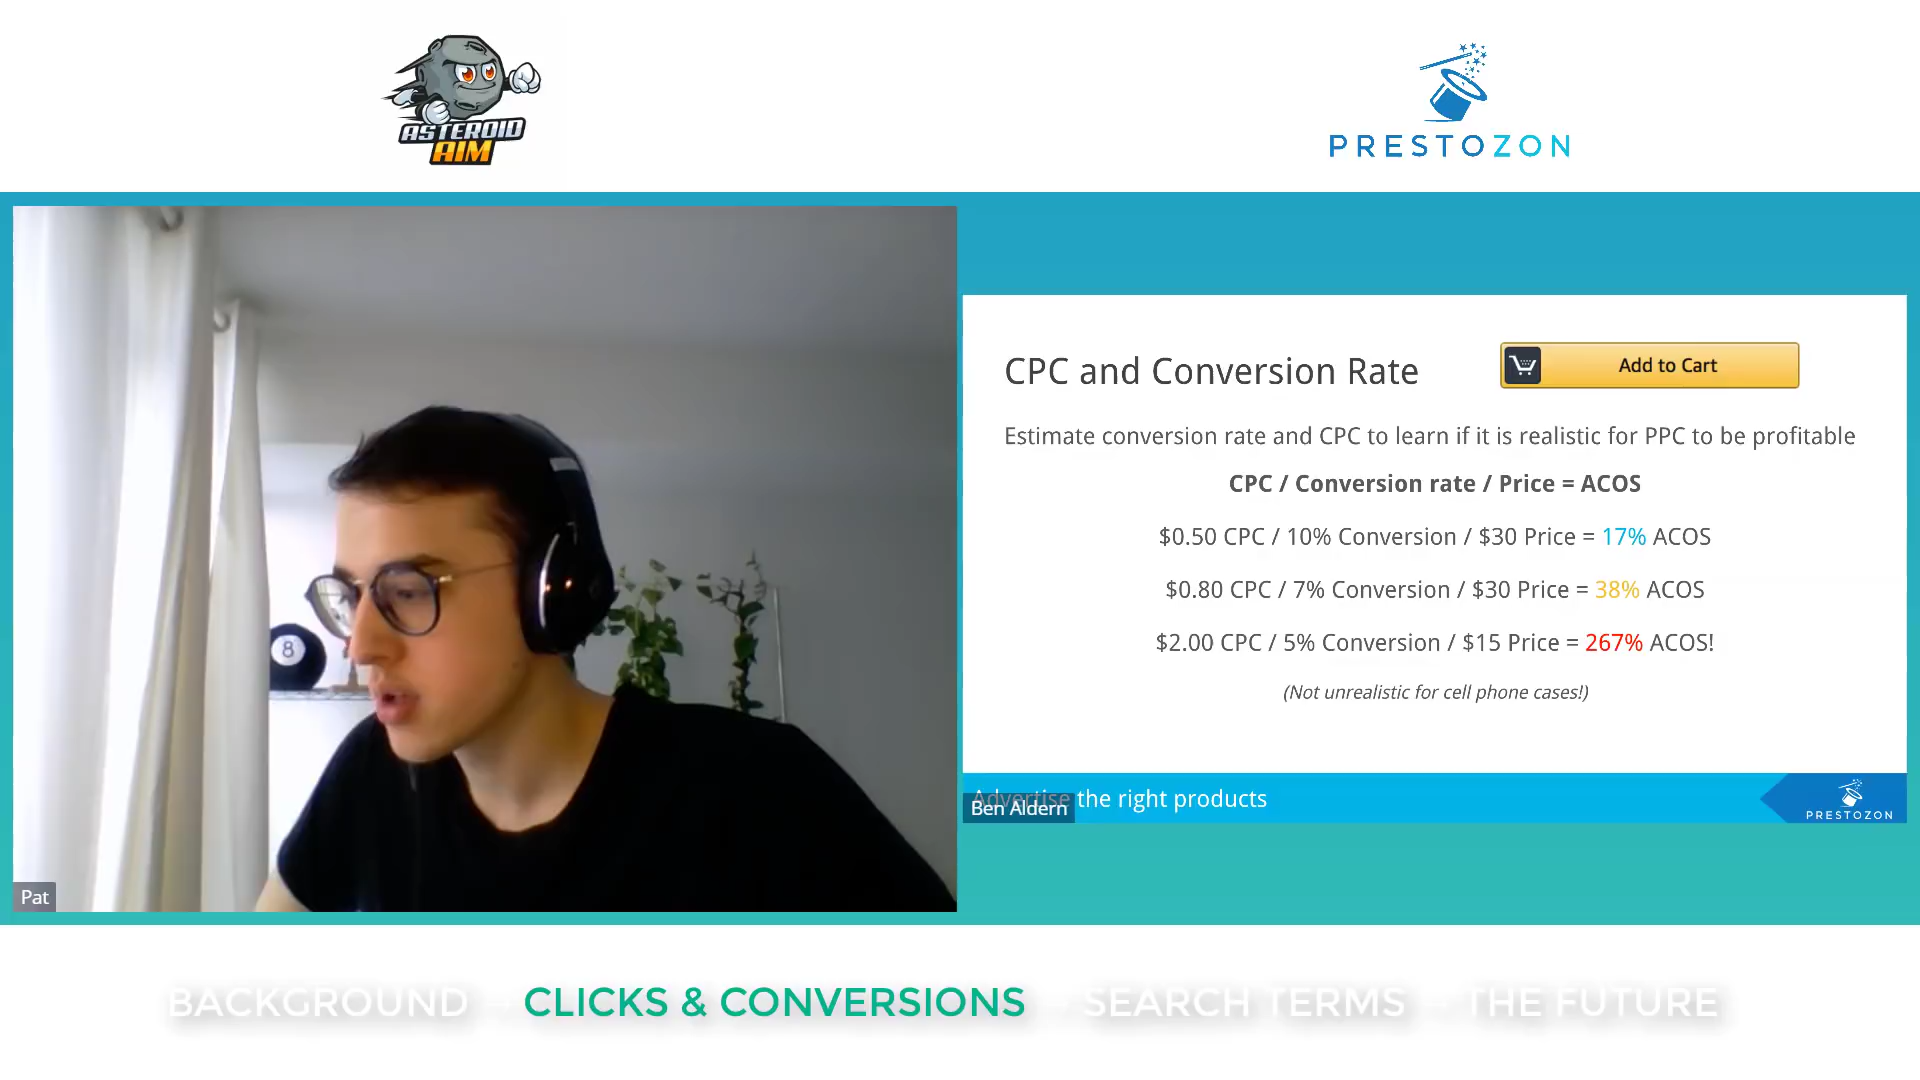 ASTEROID
AIM
PRESTOZON
8
Pat
CPC and Conversion Rate
Add to Cart
Estimate conversion rate and CPC to learn if it is realistic for PPC to be profitable
CPC / Conversion rate / Price = ACOS
$0.50 CPC / 10% Conversion / $30 Price = 17% ACOS
$0.80 CPC / 7% Conversion / $30 Price = 38% ACOS
$2.00 CPC / 5% Conversion / $15 Price = 267% ACOS!
(Not unrealistic for cell phone cases!)
Advertise the right products
Ben Aldern
PRESTOZON
BACKGROUND – CLICKS & CONVERSIONS – SEARCH TERMS – THE FUTURE